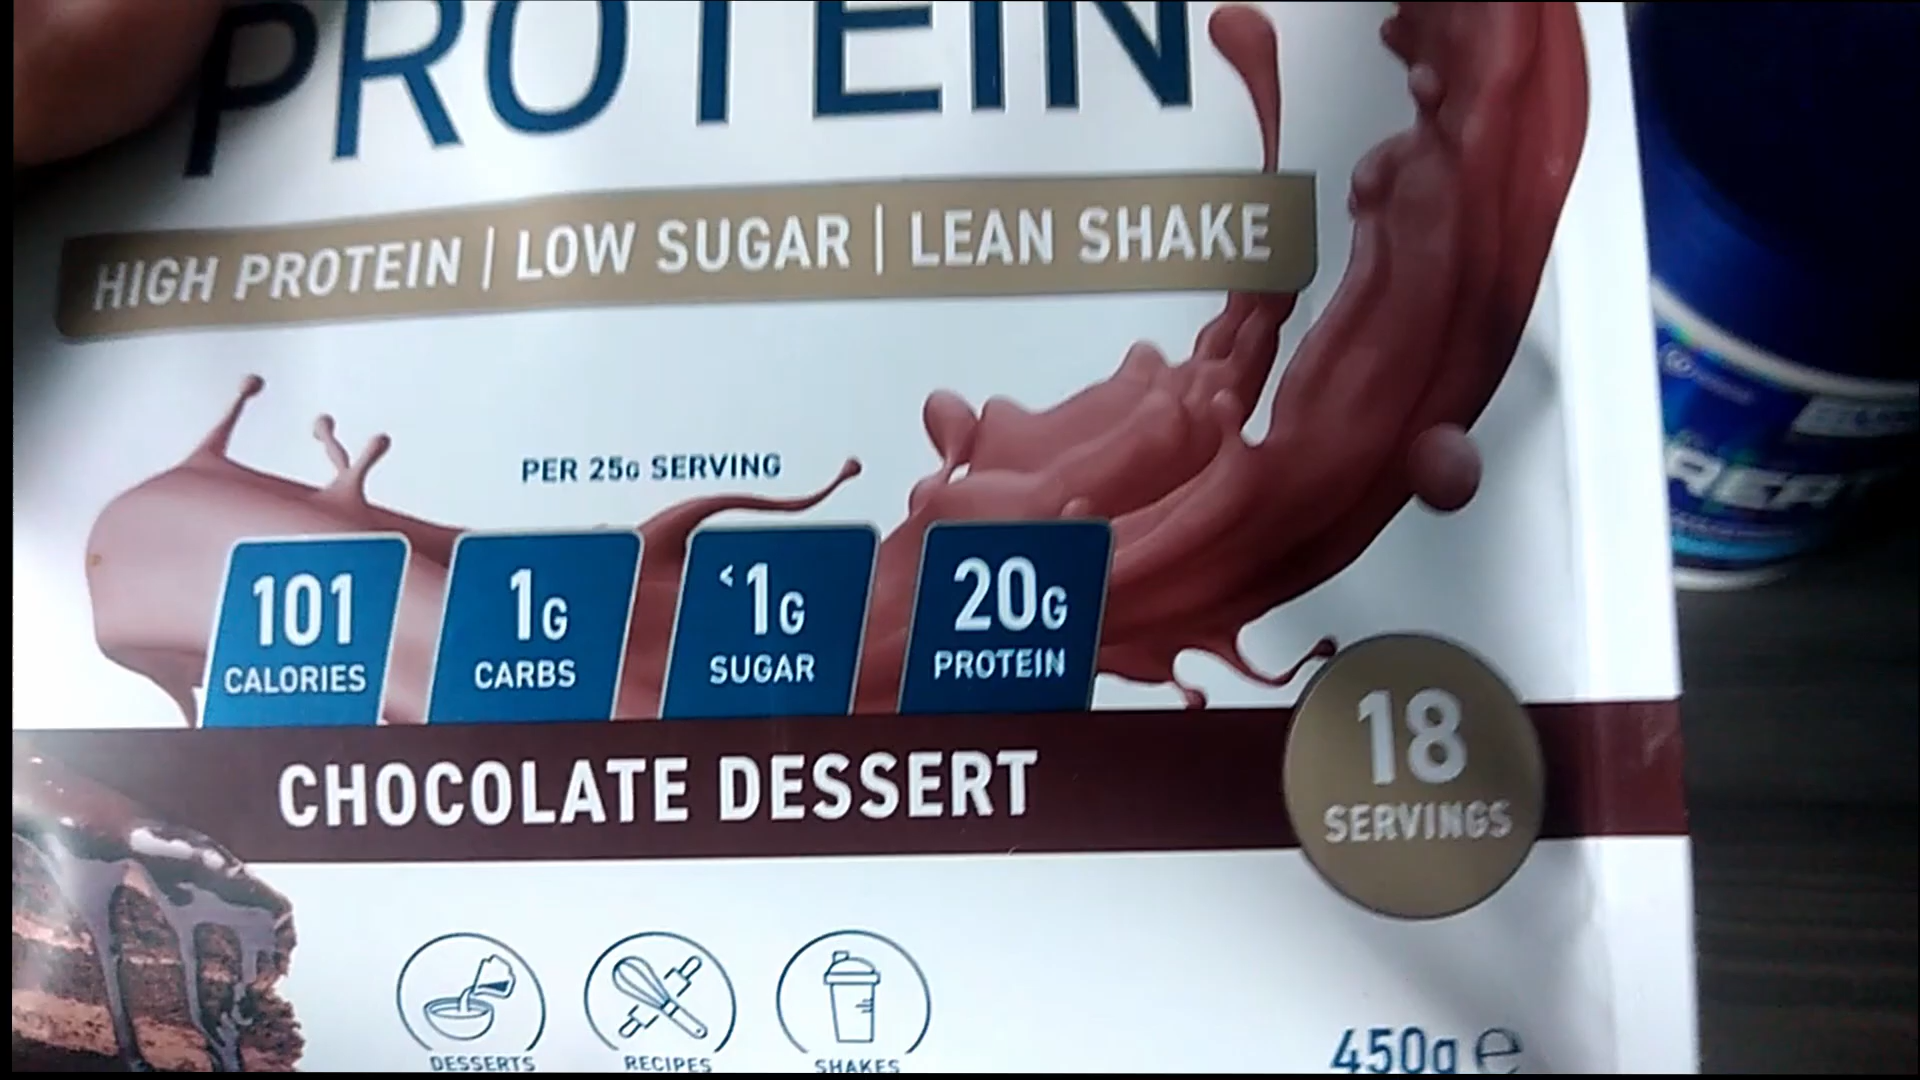 PROTEIN
HIGH PROTEIN | LOW SUGAR | LEAN SHAKE
PER 25G SERVING
101 CALORIES
1G CARBS
<1G SUGAR
20G PROTEIN
CHOCOLATE DESSERT
18 SERVINGS
DESSERTS
RECIPES
SHAKES
450g e